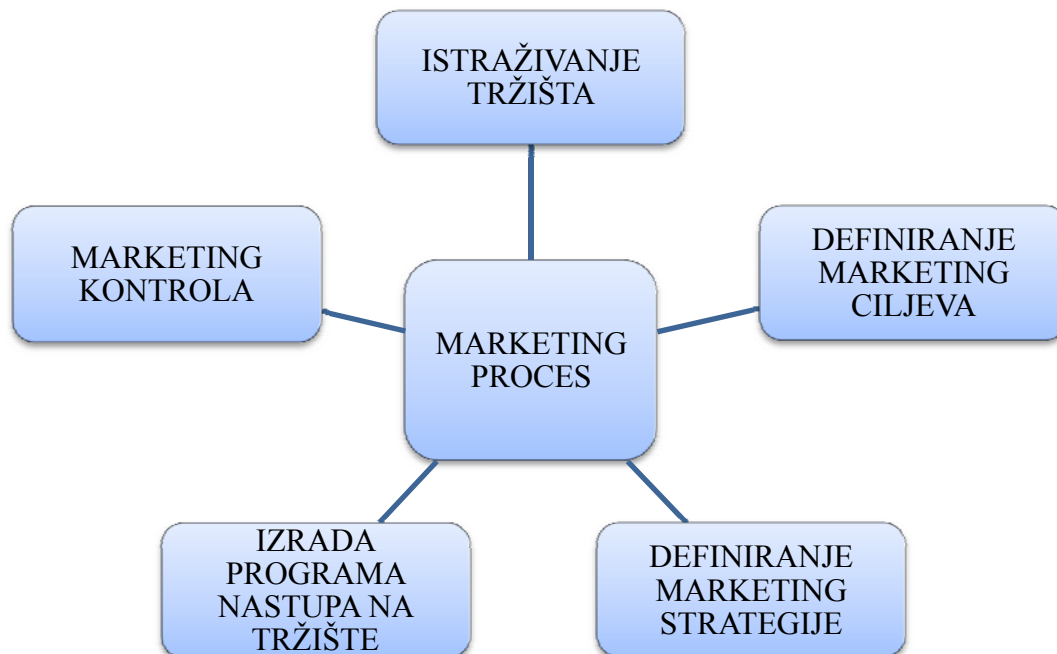 ISTRAŽIVANJE
TRŽIŠTA
DEFINIRANJE
MARKETING
CILJEVA
MARKETING
KONTROLA
MARKETING
PROCES
IZRADA
PROGRAMA
NASTUPA NA
TRŽIŠTE
DEFINIRANJE
MARKETING
STRATEGIJE